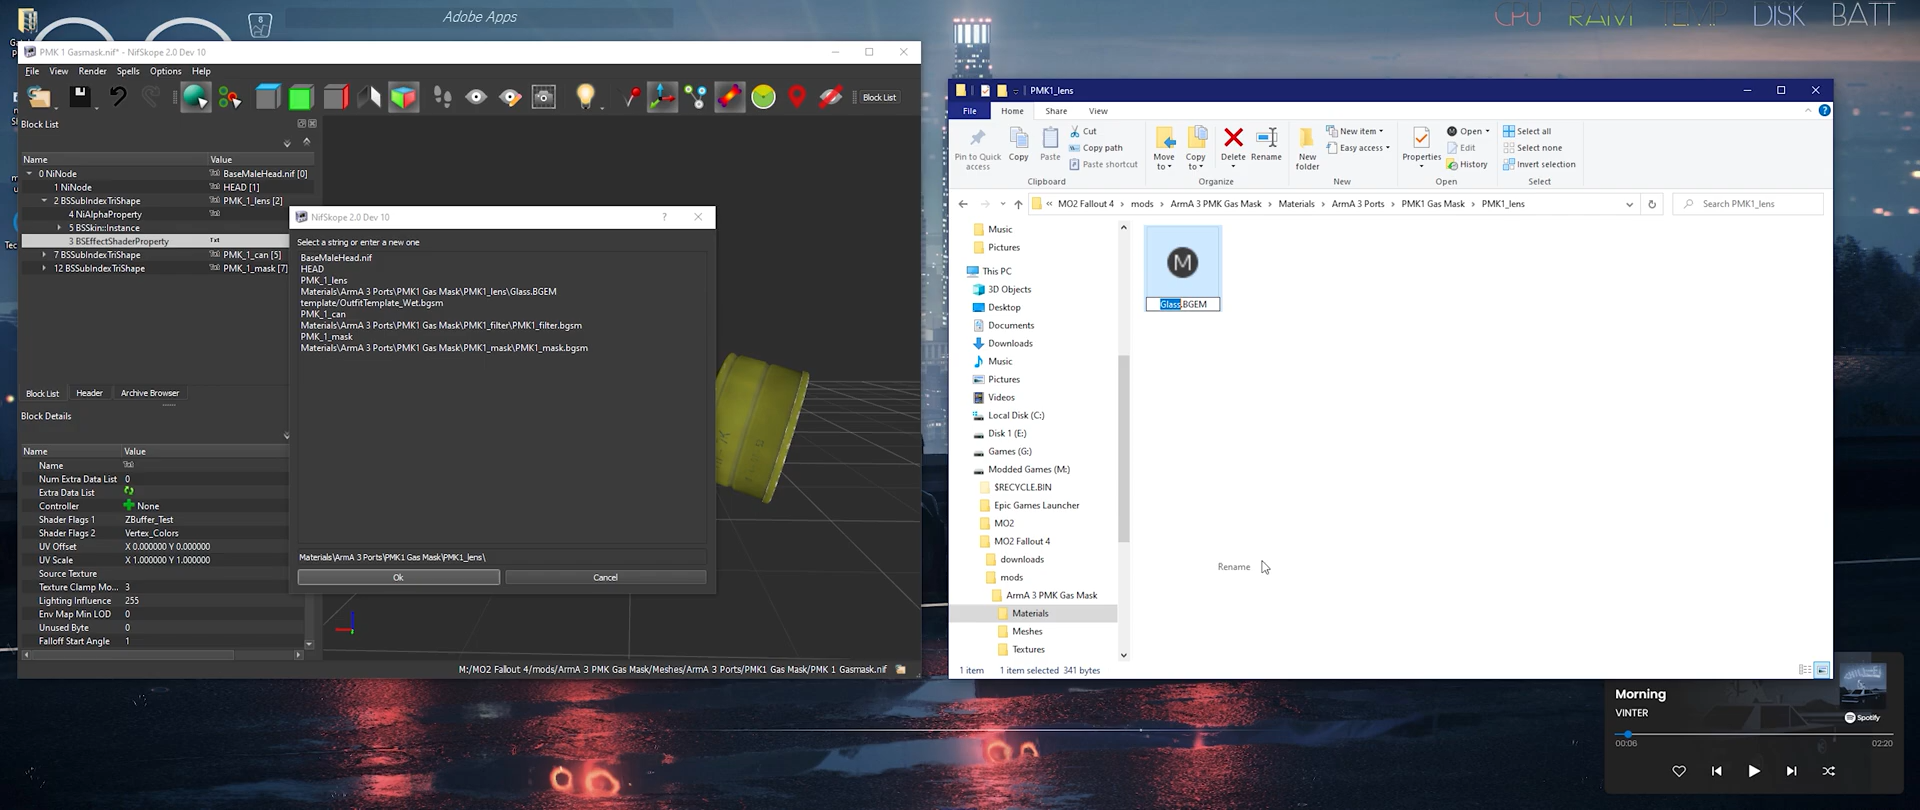 8
Adobe Apps
CPU RAM TEMP DISK BATT
PMK 1 Gasmask.nif* - NifSkope 2.0 Dev 10
File View Render Spells Options Help
Block List
Block List
Name Value
0 NiNode BaseMaleHead.nif [0]
1 NiNode HEAD [1]
2 BSSubIndexTriShape PMK_1_lens [2]
4 NiAlphaProperty
5 BSSkin::Instance
3 BSEffectShaderProperty Txt
7 BSSubIndexTriShape PMK_1_can [5]
12 BSSubIndexTriShape PMK_1_mask [7]
Block List Header Archive Browser
Block Details
Name Value
Name
Num Extra Data List 0
Extra Data List
Controller None
Shader Flags 1 ZBuffer_Test
Shader Flags 2 Vertex_Colors
UV Offset X 0.000000 Y 0.000000
UV Scale X 1.000000 Y 1.000000
Source Texture
Texture Clamp Mo... 3
Lighting Influence 255
Env Map Min LOD 0
Unused Byte 0
Falloff Start Angle 1
M:/MO2 Fallout 4/mods/ArmA 3 PMK Gas Mask/Meshes/ArmA 3 Ports/PMK1 Gas Mask/PMK 1 Gasmask.nif
NifSkope 2.0 Dev 10
?
Select a string or enter a new one
BaseMaleHead.nif
HEAD
PMK_1_lens
Materials\ArmA 3 Ports\PMK1 Gas Mask\PMK1_lens\Glass.BGEM
template/OutfitTemplate_Wet.bgsm
PMK_1_can
Materials\ArmA 3 Ports\PMK1 Gas Mask\PMK1_filter\PMK1_filter.bgsm
PMK_1_mask
Materials\ArmA 3 Ports\PMK1 Gas Mask\PMK1_mask\PMK1_mask.bgsm
Materials\ArmA 3 Ports\PMK1 Gas Mask\PMK1_lens\
Ok Cancel
PMK1_lens
File Home Share View
Pin to Quick access
Copy
Paste
Cut
Copy path
Paste shortcut
Clipboard
Move to
Copy to
Delete
Rename
Organize
New folder
New item
Easy access
New
Properties
Open
Edit
History
Open
Select all
Select none
Invert selection
Select
« MO2 Fallout 4 › mods › ArmA 3 PMK Gas Mask › Materials › ArmA 3 Ports › PMK1 Gas Mask › PMK1_lens
Search PMK1_lens
Music
Pictures
This PC
3D Objects
Desktop
Documents
Downloads
Music
Pictures
Videos
Local Disk (C:)
Disk 1 (E:)
Games (G:)
Modded Games (M:)
$RECYCLE.BIN
Epic Games Launcher
MO2
MO2 Fallout 4
downloads
mods
ArmA 3 PMK Gas Mask
Materials
Meshes
Textures
M
Glass.BGEM
Rename
1 item 1 item selected 341 bytes
Morning
VINTER
Spotify
00:06 02:20